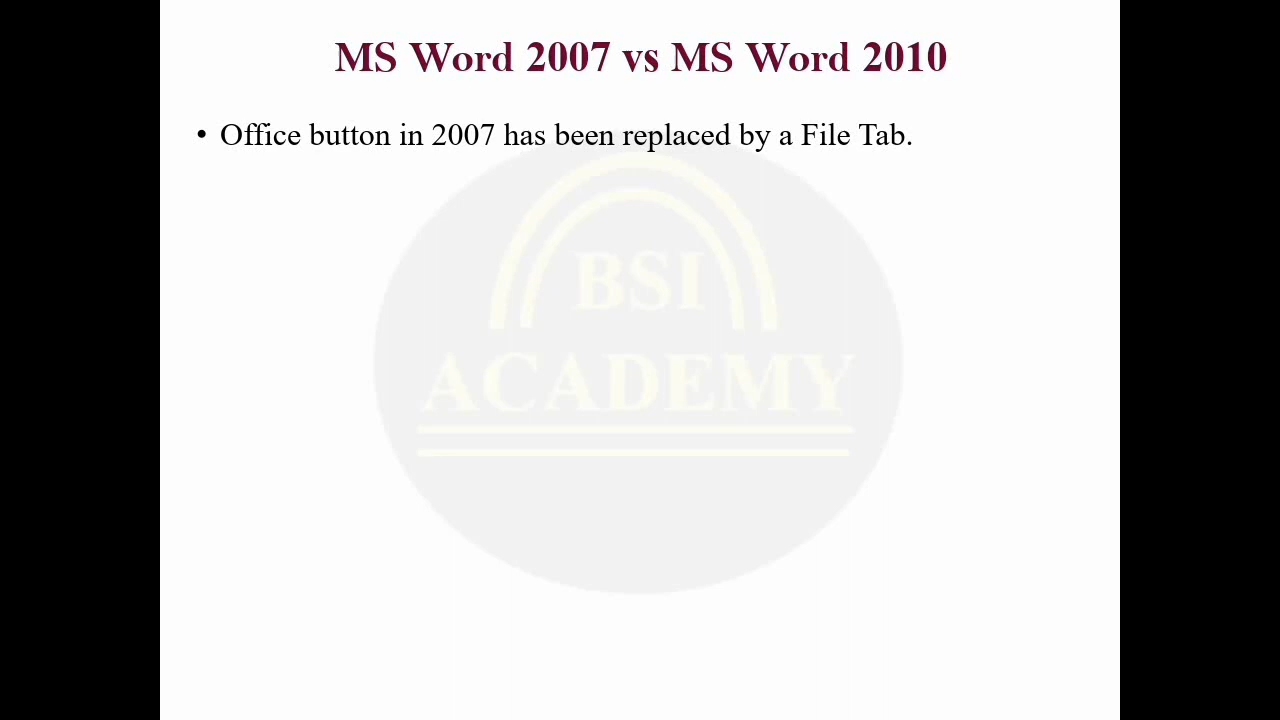 MS Word 2007 vs MS Word 2010
• Office button in 2007 has been replaced by a File Tab.
BSI
ACADEMY